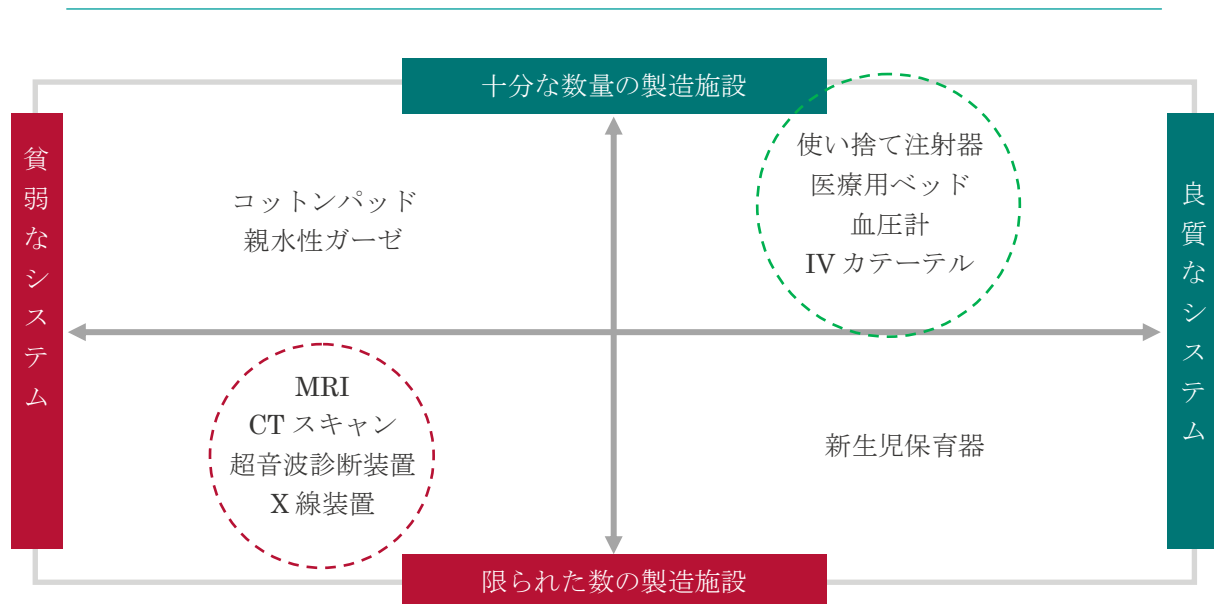 十分な数量の製造施設
貧弱なシステム
コットンパッド
親水性ガーゼ
使い捨て注射器
医療用ベッド
血圧計
IV カテーテル
良質なシステム
MRI
CT スキャン
超音波診断装置
X 線装置
新生児保育器
限られた数の製造施設